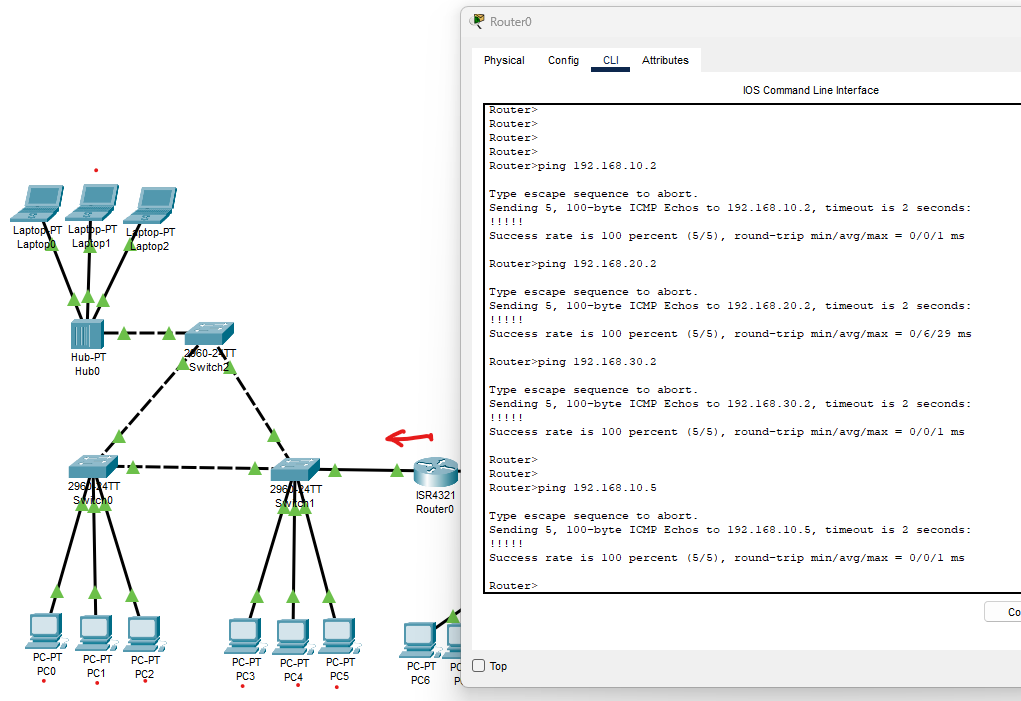 Router0
Physical
Config
CLI
Attributes
IOS Command Line Interface
Router>
Router>
Router>
Router>
Router>ping 192.168.10.2
Type escape sequence to abort.
Sending 5, 100-byte ICMP Echos to 192.168.10.2, timeout is 2 seconds:
!!!!!
Success rate is 100 percent (5/5), round-trip min/avg/max = 0/0/1 ms
Router>ping 192.168.20.2
Type escape sequence to abort.
Sending 5, 100-byte ICMP Echos to 192.168.20.2, timeout is 2 seconds:
!!!!!
Success rate is 100 percent (5/5), round-trip min/avg/max = 0/6/29 ms
Router>ping 192.168.30.2
Type escape sequence to abort.
Sending 5, 100-byte ICMP Echos to 192.168.30.2, timeout is 2 seconds:
!!!!!
Success rate is 100 percent (5/5), round-trip min/avg/max = 0/0/1 ms
Router>
Router>
Router>ping 192.168.10.5
Type escape sequence to abort.
Sending 5, 100-byte ICMP Echos to 192.168.10.5, timeout is 2 seconds:
!!!!!
Success rate is 100 percent (5/5), round-trip min/avg/max = 0/0/1 ms
Router>
Co
Top
Laptop-PT
Laptop0
Laptop-PT
Laptop1
Laptop-PT
Laptop2
Hub-PT
Hub0
2960-24TT
Switch2
2960-24TT
Switch0
2960-24TT
Switch1
ISR4321
Router0
PC-PT
PC0
PC-PT
PC1
PC-PT
PC2
PC-PT
PC3
PC-PT
PC4
PC-PT
PC5
PC-PT
PC6
PC
P